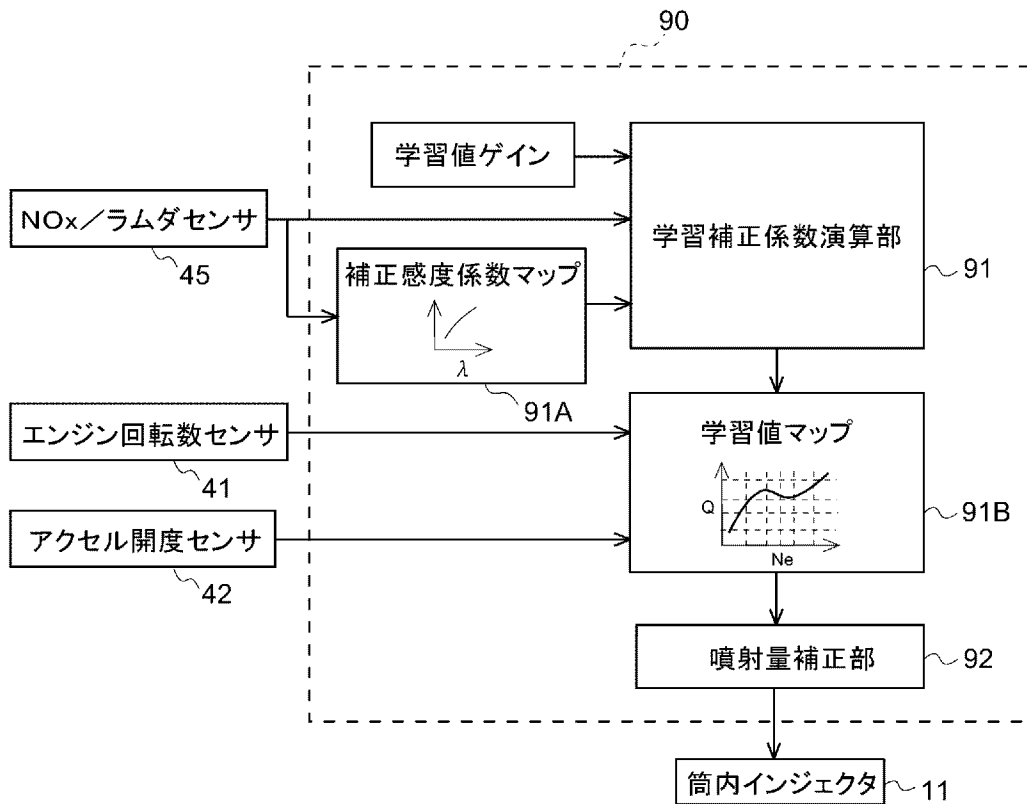 90
学習値ゲイン
NOx／ラムダセンサ
45
学習補正係数演算部
91
補正感度係数マップ
λ
91A
エンジン回転数センサ
41
学習値マップ
Q
Ne
91B
アクセル開度センサ
42
噴射量補正部
92
筒内インジェクタ
11